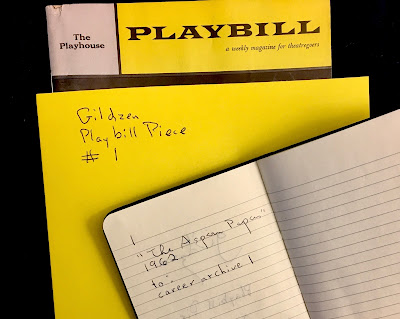 The
Playhouse
PLAYBILL
a weekly magazine for theatregoers
Gildzen
Playbill Piece
# 1
1
"The Aspern Papers"
1962
to:
career archive 1